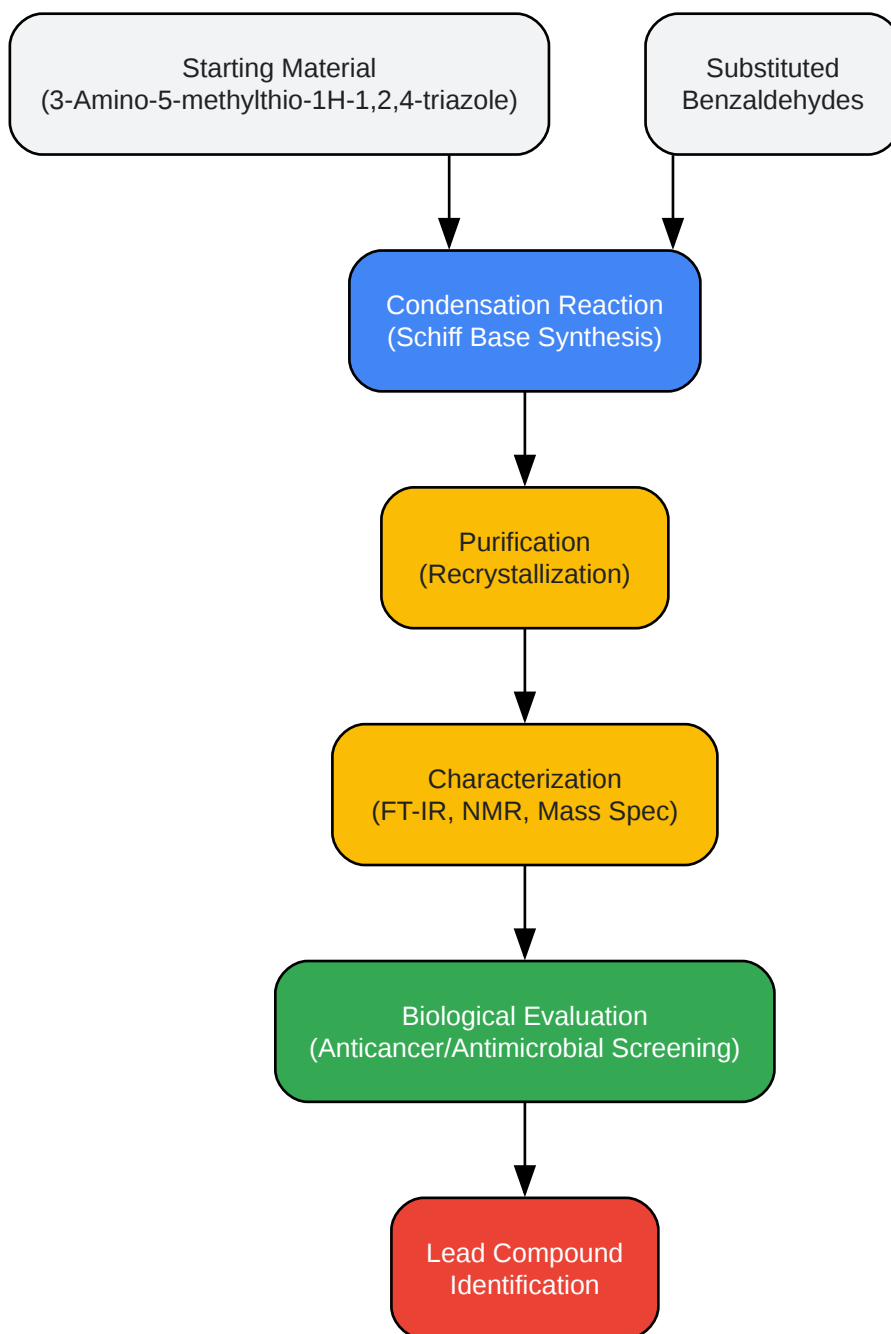 Starting Material
(3-Amino-5-methylthio-1H-1,2,4-triazole)
Substituted
Benzaldehydes
Condensation Reaction
(Schiff Base Synthesis)
Purification
(Recrystallization)
Characterization
(FT-IR, NMR, Mass Spec)
Biological Evaluation
(Anticancer/Antimicrobial Screening)
Lead Compound
Identification